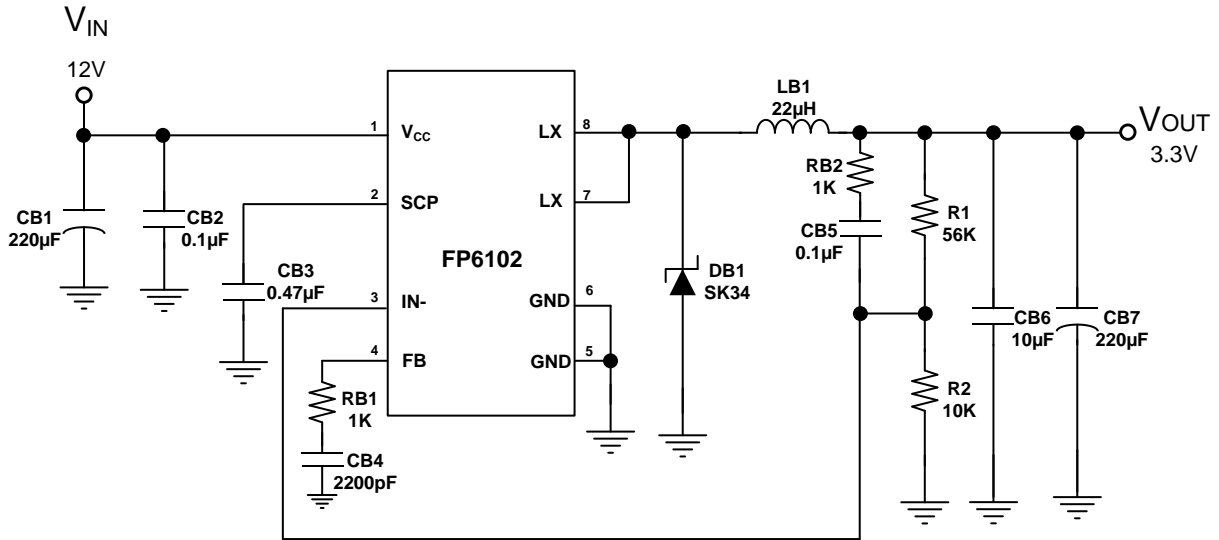 VIN
12V
CB1
220µF
CB2
0.1µF
CB3
0.47µF
1
VCC
2
SCP
3
IN-
4
FB
RB1
1K
CB4
2200pF
FP6102
LX
8
LX
7
GND
6
GND
5
DB1
SK34
LB1
22µH
RB2
1K
CB5
0.1µF
R1
56K
R2
10K
CB6
10µF
CB7
220µF
VOUT
3.3V